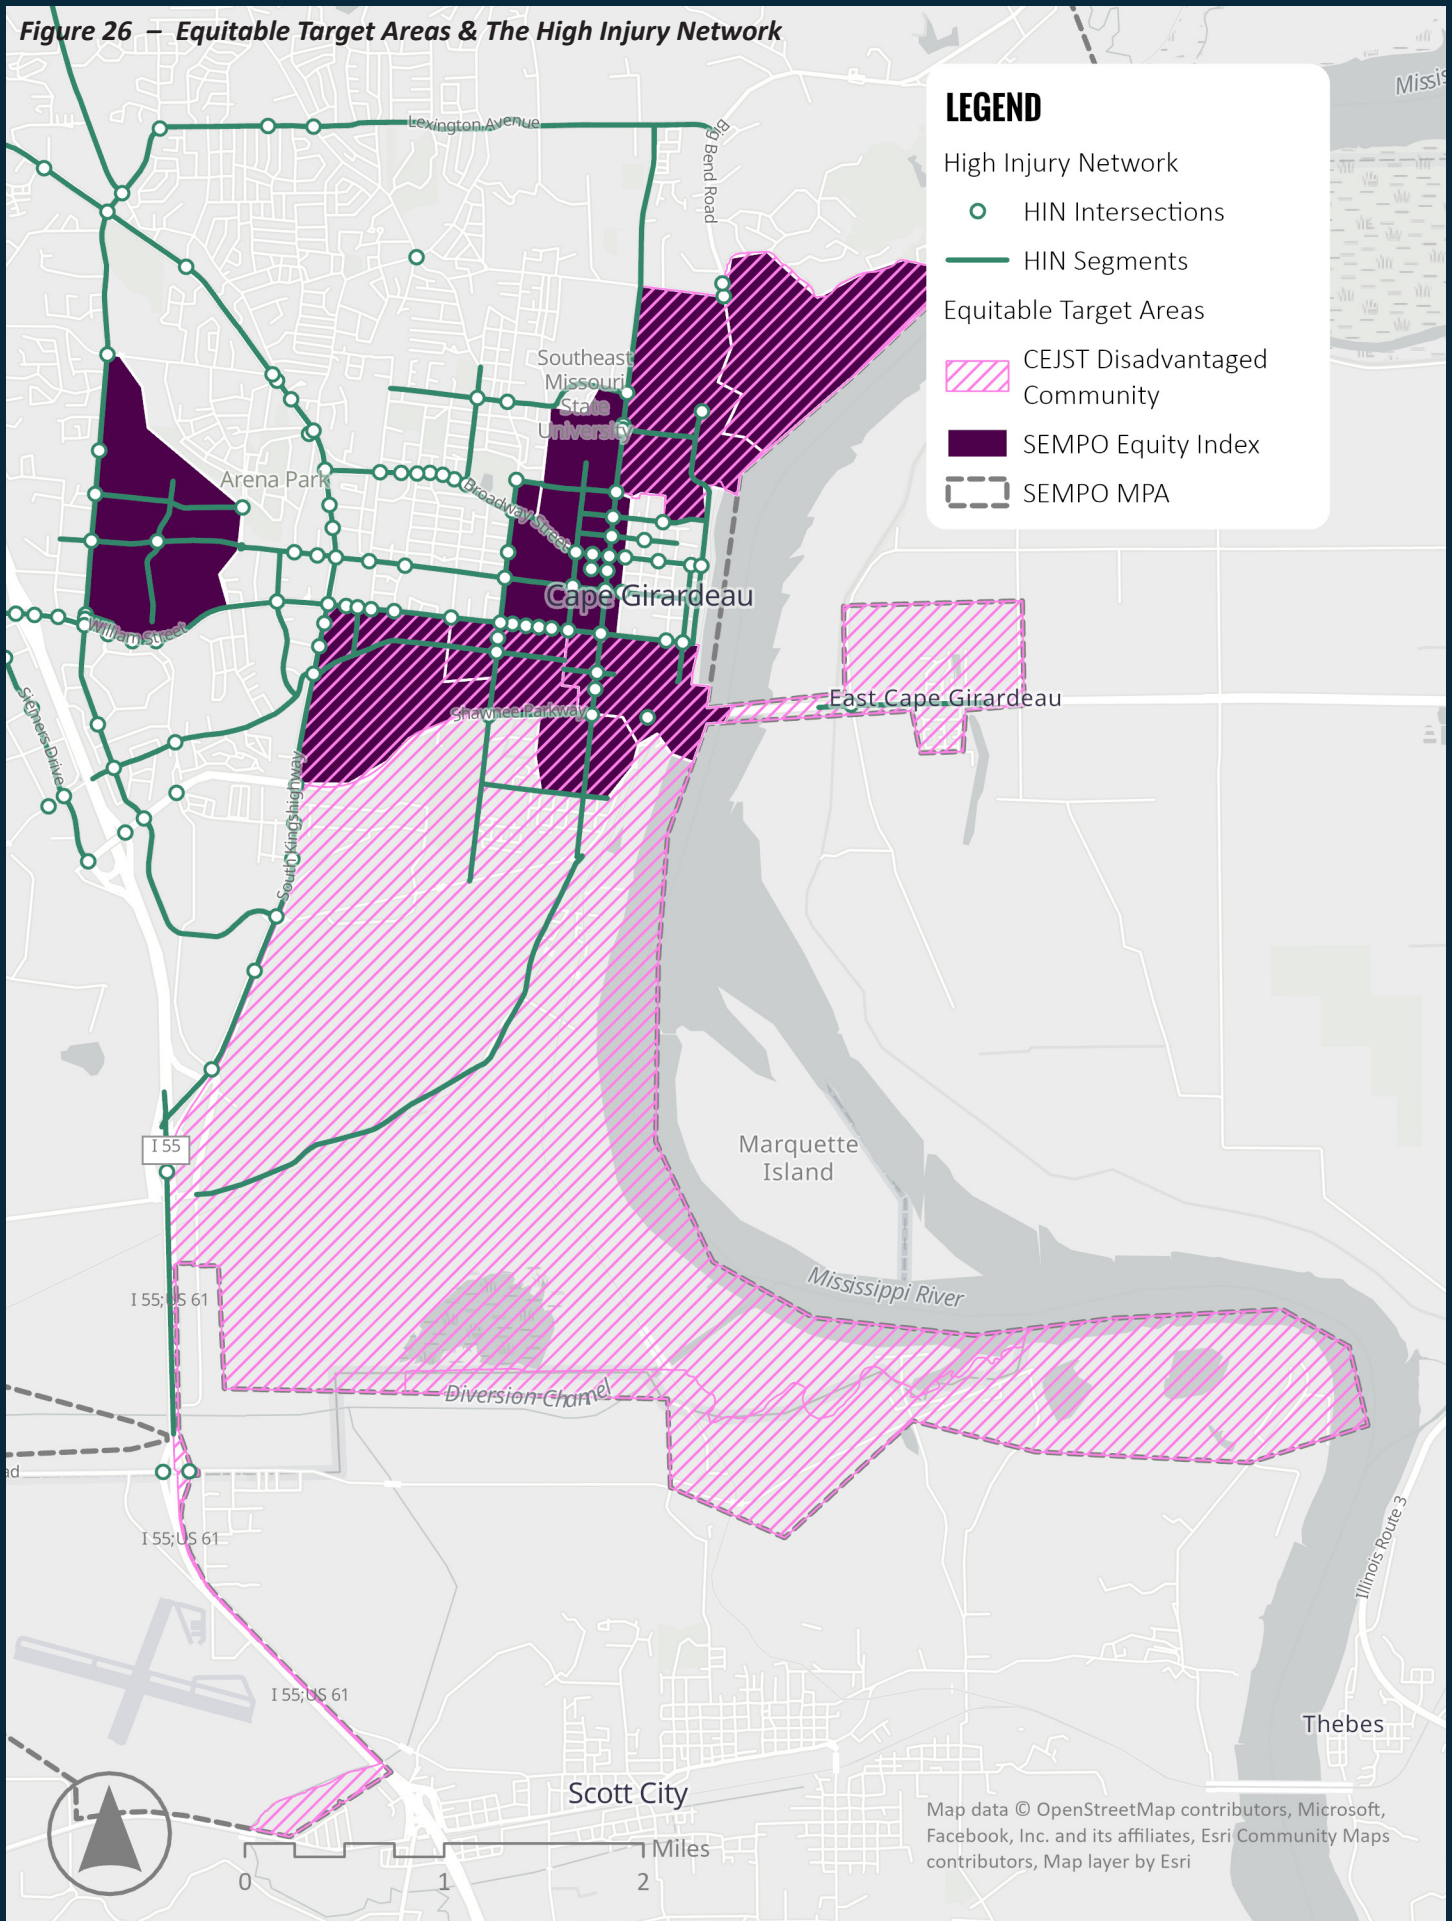 Figure 26 – Equitable Target Areas & The High Injury Network
Missis
LEGEND
High Injury Network
HIN Intersections
HIN Segments
Equitable Target Areas
CEJST Disadvantaged
Community
SEMPO Equity Index
SEMPO MPA
Lexington Avenue
Big Bend Road
Southeast
Missouri
State
University
Arena Park
Broadway Street
Cape Girardeau
William Street
Siemers Drive
Shawnee Parkway
East Cape Girardeau
South Kingshighway
I 55
Marquette
Island
Mississippi River
I 55;US 61
Diversion Channel
ad
I 55;US 61
Illinois Route 3
I 55;US 61
Thebes
Scott City
Miles
0 1 2
Map data © OpenStreetMap contributors, Microsoft,
Facebook, Inc. and its affiliates, Esri Community Maps
contributors, Map layer by Esri